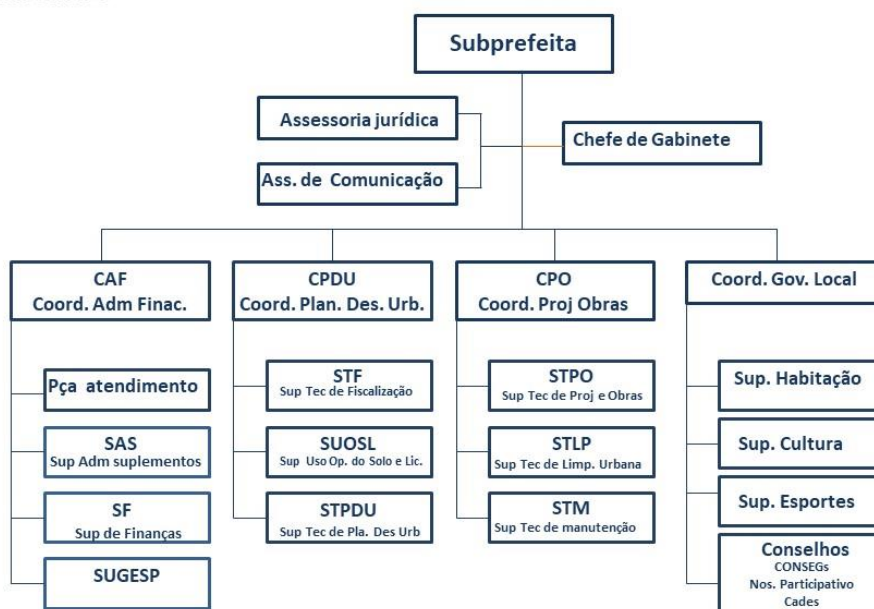 Subprefeita
Assessoria jurídica
Chefe de Gabinete
Ass. de Comunicação
CAF
Coord. Adm Finac.
CPDU
Coord. Plan. Des. Urb.
CPO
Coord. Proj Obras
Coord. Gov. Local
Pça atendimento
SAS
Sup Adm suplementos
SF
Sup de Finanças
SUGESP
STF
Sup Tec de Fiscalização
SUOSL
Sup Uso Op. do Solo e Lic.
STPDU
Sup Tec de Pla. Des Urb
STPO
Sup Tec de Proj e Obras
STLP
Sup Tec de Limp. Urbana
STM
Sup Tec de manutenção
Sup. Habitação
Sup. Cultura
Sup. Esportes
Conselhos
CONSEGs
Nos. Participativo
Cades